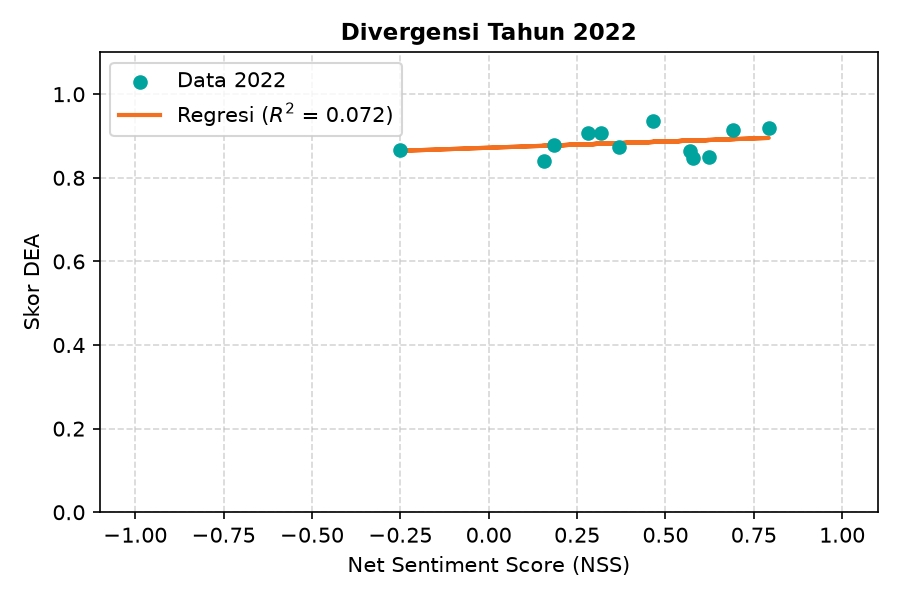 Divergensi Tahun 2022
Data 2022
Regresi (R² = 0.072)
1.0
0.8
0.6
0.4
0.2
0.0
Skor DEA
−1.00 −0.75 −0.50 −0.25 0.00 0.25 0.50 0.75 1.00
Net Sentiment Score (NSS)